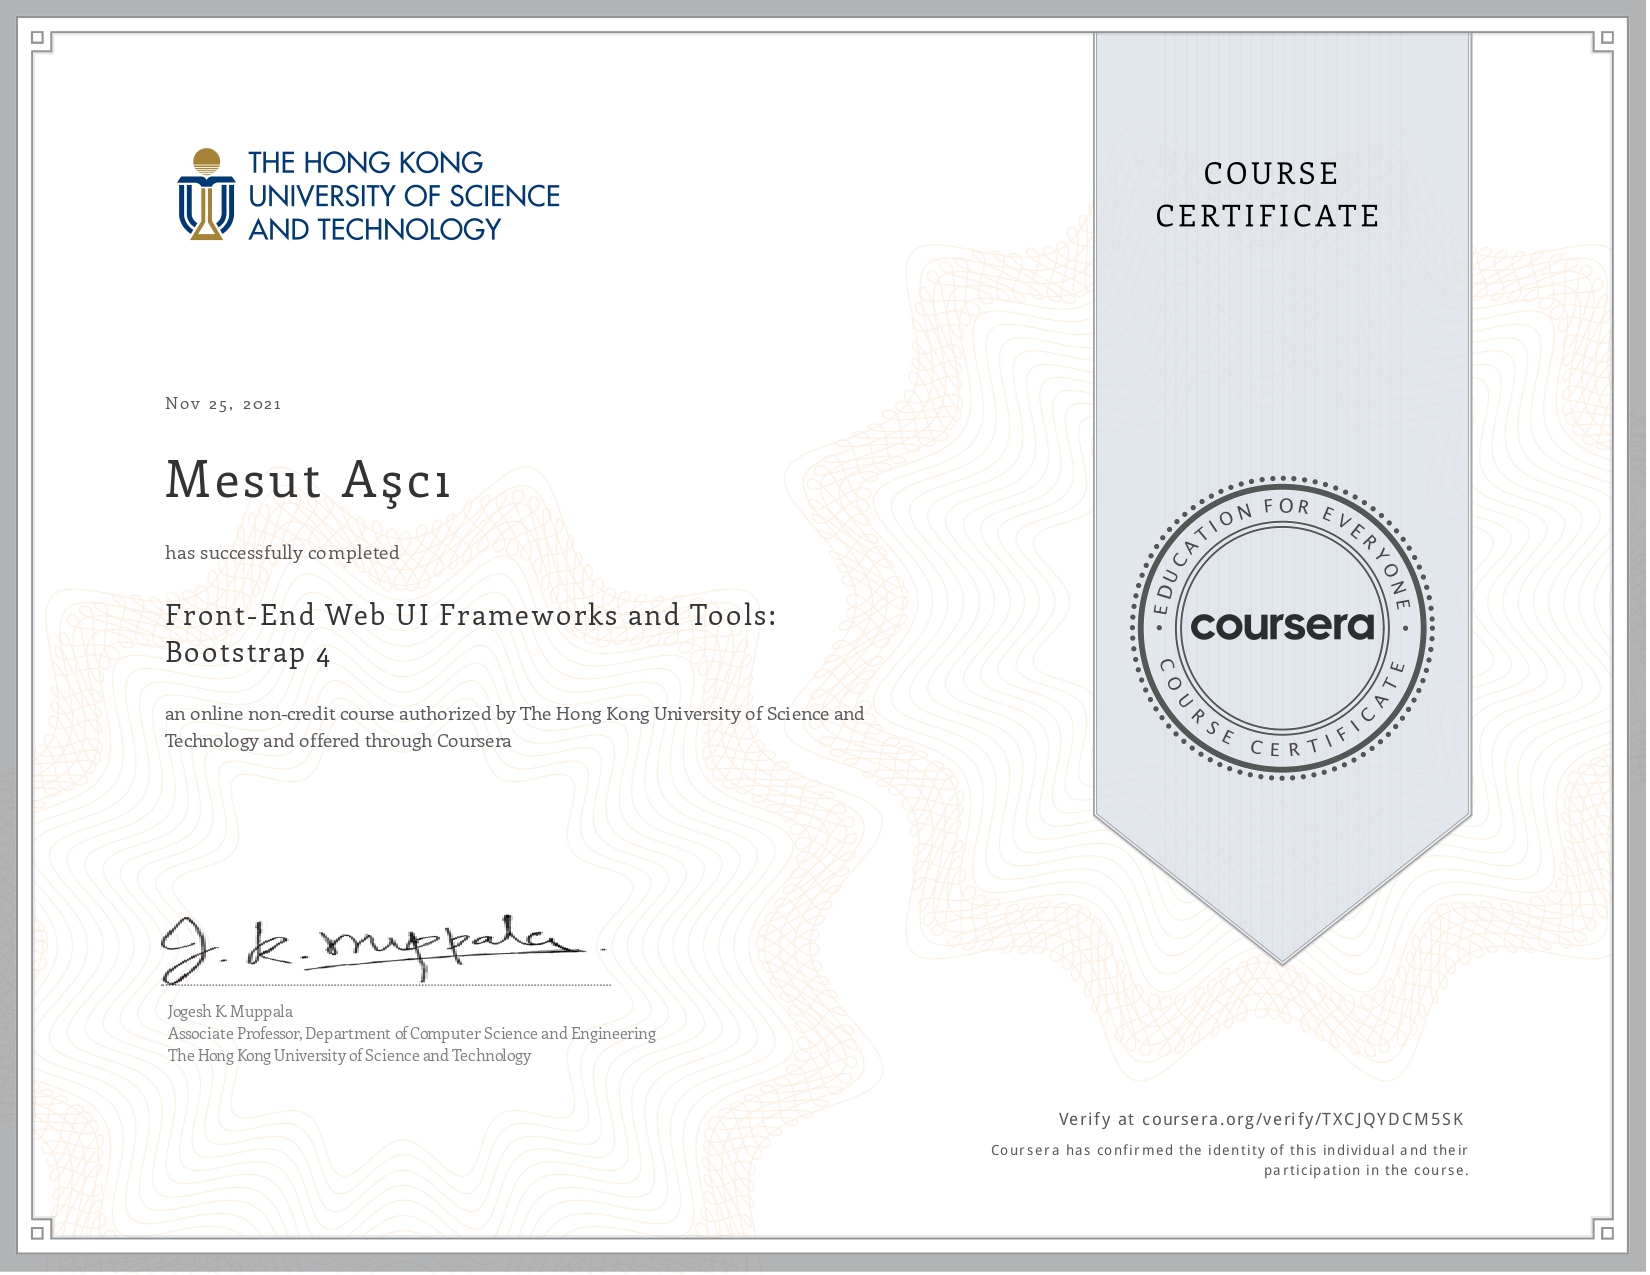 THE HONG KONG
UNIVERSITY OF SCIENCE
AND TECHNOLOGY
COURSE
CERTIFICATE
Nov 25, 2021
Mesut Aşcı
has successfully completed
Front-End Web UI Frameworks and Tools:
Bootstrap 4
an online non-credit course authorized by The Hong Kong University of Science and
Technology and offered through Coursera
EDUCATION FOR EVERYONE
coursera
COURSE CERTIFICATE
J. K. Muppala.
Jogesh K. Muppala
Associate Professor, Department of Computer Science and Engineering
The Hong Kong University of Science and Technology
Verify at coursera.org/verify/TXCJQYDCM5SK
Coursera has confirmed the identity of this individual and their
participation in the course.